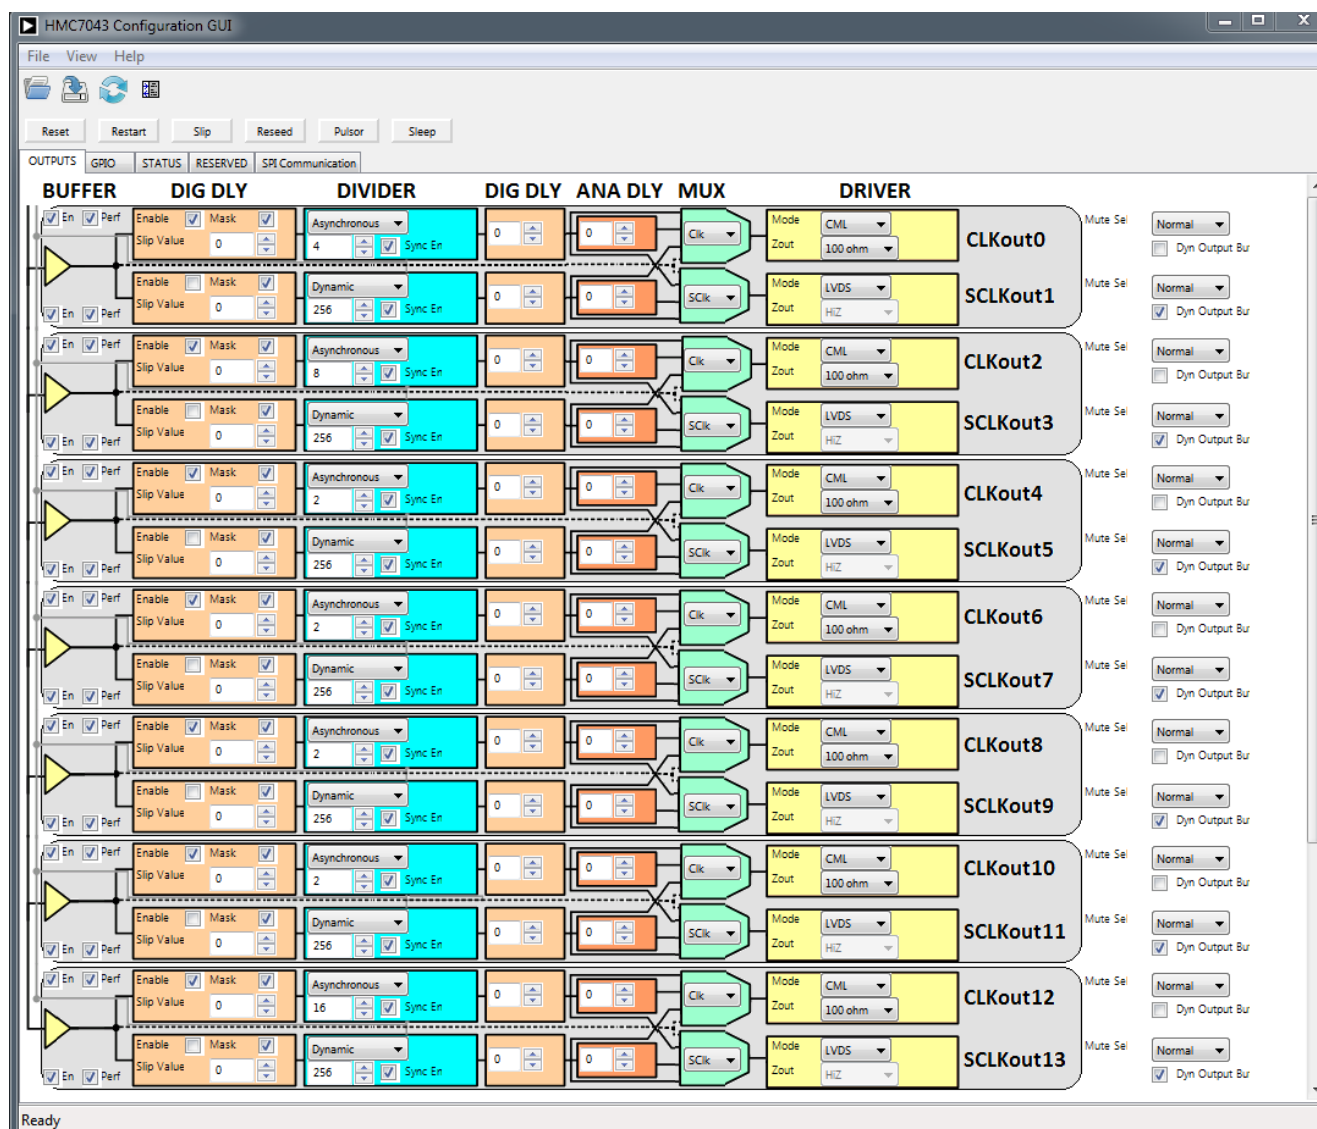 HMC7043 Configuration GUI
File View Help
Reset Restart Slip Reseed Pulsor Sleep
OUTPUTS GPIO STATUS RESERVED SPI Communication
BUFFER DIG DLY DIVIDER DIG DLY ANA DLY MUX DRIVER
En Perf Enable Mask Asynchronous Mode CML Mute Sel Normal
Slip Value 0 4 Sync En 0 0 Clk Zout 100 ohm CLKout0 Dyn Output Bur
Enable Mask Dynamic Mode LVDS Mute Sel Normal
En Perf Slip Value 0 256 Sync En 0 0 SClk Zout HiZ SCLKout1 Dyn Output Bur
En Perf Enable Mask Asynchronous Mode CML Mute Sel Normal
Slip Value 0 8 Sync En 0 0 Clk Zout 100 ohm CLKout2 Dyn Output Bur
Enable Mask Dynamic Mode LVDS Mute Sel Normal
En Perf Slip Value 0 256 Sync En 0 0 SClk Zout HiZ SCLKout3 Dyn Output Bur
En Perf Enable Mask Asynchronous Mode CML Mute Sel Normal
Slip Value 0 2 Sync En 0 0 Clk Zout 100 ohm CLKout4 Dyn Output Bur
Enable Mask Dynamic Mode LVDS Mute Sel Normal
En Perf Slip Value 0 256 Sync En 0 0 SClk Zout HiZ SCLKout5 Dyn Output Bur
En Perf Enable Mask Asynchronous Mode CML Mute Sel Normal
Slip Value 0 2 Sync En 0 0 Clk Zout 100 ohm CLKout6 Dyn Output Bur
Enable Mask Dynamic Mode LVDS Mute Sel Normal
En Perf Slip Value 0 256 Sync En 0 0 SClk Zout HiZ SCLKout7 Dyn Output Bur
En Perf Enable Mask Asynchronous Mode CML Mute Sel Normal
Slip Value 0 2 Sync En 0 0 Clk Zout 100 ohm CLKout8 Dyn Output Bur
Enable Mask Dynamic Mode LVDS Mute Sel Normal
En Perf Slip Value 0 256 Sync En 0 0 SClk Zout HiZ SCLKout9 Dyn Output Bur
En Perf Enable Mask Asynchronous Mode CML Mute Sel Normal
Slip Value 0 2 Sync En 0 0 Clk Zout 100 ohm CLKout10 Dyn Output Bur
Enable Mask Dynamic Mode LVDS Mute Sel Normal
En Perf Slip Value 0 256 Sync En 0 0 SClk Zout HiZ SCLKout11 Dyn Output Bur
En Perf Enable Mask Asynchronous Mode CML Mute Sel Normal
Slip Value 0 16 Sync En 0 0 Clk Zout 100 ohm CLKout12 Dyn Output Bur
Enable Mask Dynamic Mode LVDS Mute Sel Normal
En Perf Slip Value 0 256 Sync En 0 0 SClk Zout HiZ SCLKout13 Dyn Output Bur
Ready